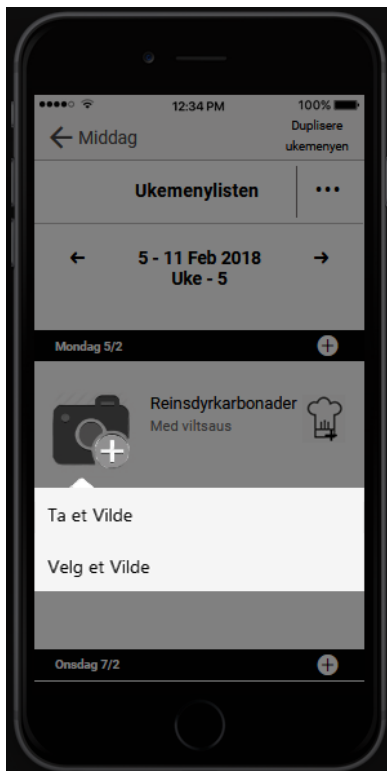 12:34 PM
100%
Middag
Duplisere
ukemenyen
Ukemenylisten
5 - 11 Feb 2018
Uke - 5
Mondag 5/2
Reinsdyrkarbonader
Med viltsaus
Ta et Vilde
Velg et Vilde
Onsdag 7/2